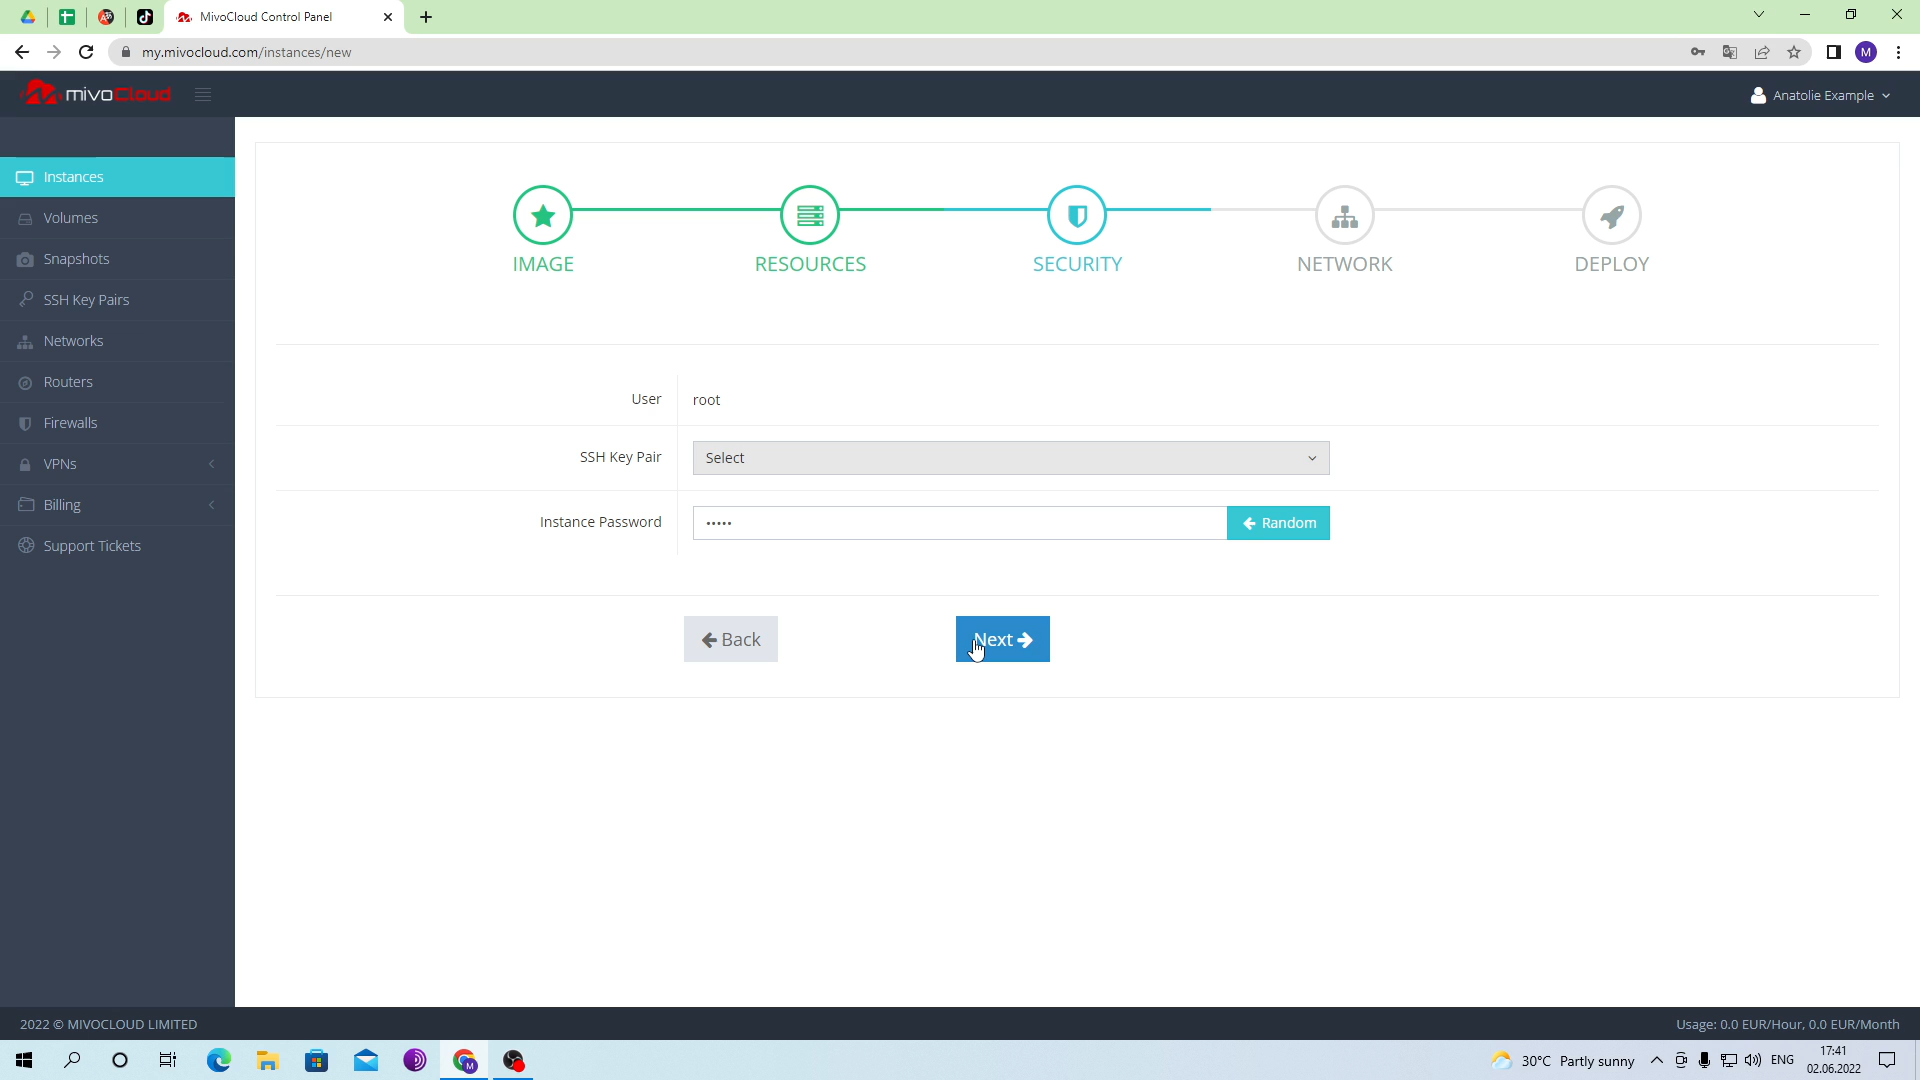 MivoCloud Control Panel
my.mivocloud.com/instances/new
M
mivoCloud
Anatolie Example
Instances
Volumes
Snapshots
SSH Key Pairs
Networks
Routers
Firewalls
VPNs
Billing
Support Tickets
IMAGE
RESOURCES
SECURITY
NETWORK
DEPLOY
User
root
SSH Key Pair
Select
Instance Password
•••••
Random
Back
Next
2022 © MIVOCLOUD LIMITED
Usage: 0.0 EUR/Hour, 0.0 EUR/Month
M
30°C Partly sunny
ENG
17:41
02.06.2022